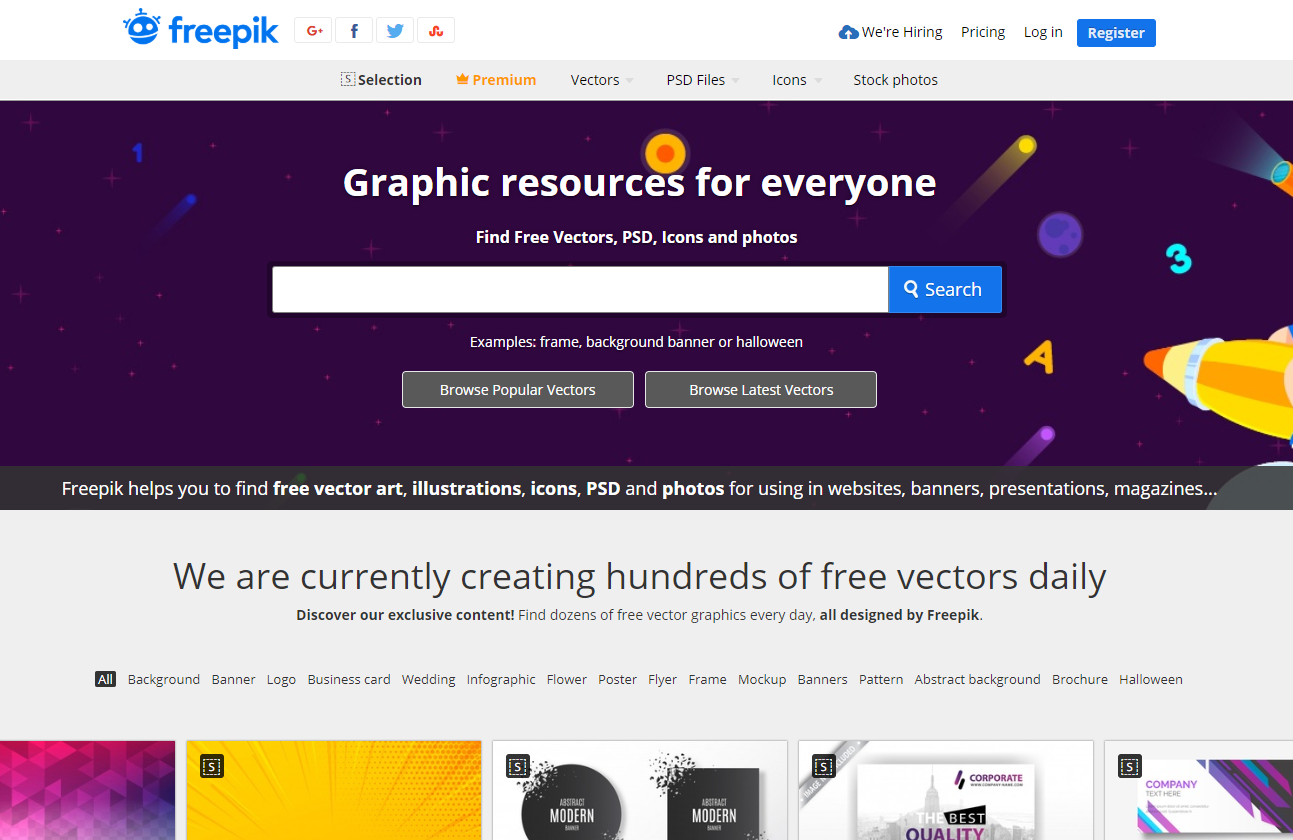 freepik
G+
We're Hiring
Pricing
Log in
Register
S Selection
Premium
Vectors
PSD Files
Icons
Stock photos
1
Graphic resources for everyone
Find Free Vectors, PSD, Icons and photos
3
Search
Examples: frame, background banner or halloween
A
Browse Popular Vectors
Browse Latest Vectors
Freepik helps you to find free vector art, illustrations, icons, PSD and photos for using in websites, banners, presentations, magazines...
We are currently creating hundreds of free vectors daily
Discover our exclusive content! Find dozens of free vector graphics every day, all designed by Freepik.
All Background Banner Logo Business card Wedding Infographic Flower Poster Flyer Frame Mockup Banners Pattern Abstract background Brochure Halloween
S
S
ABSTRACT
MODERN
BANNER
ABSTRACT
MODERN
BANNER
S
CORPORATE
WWW.COMPANY-NAME.COM
THE BEST
QUALITY
S
COMPANY
TEXT HERE